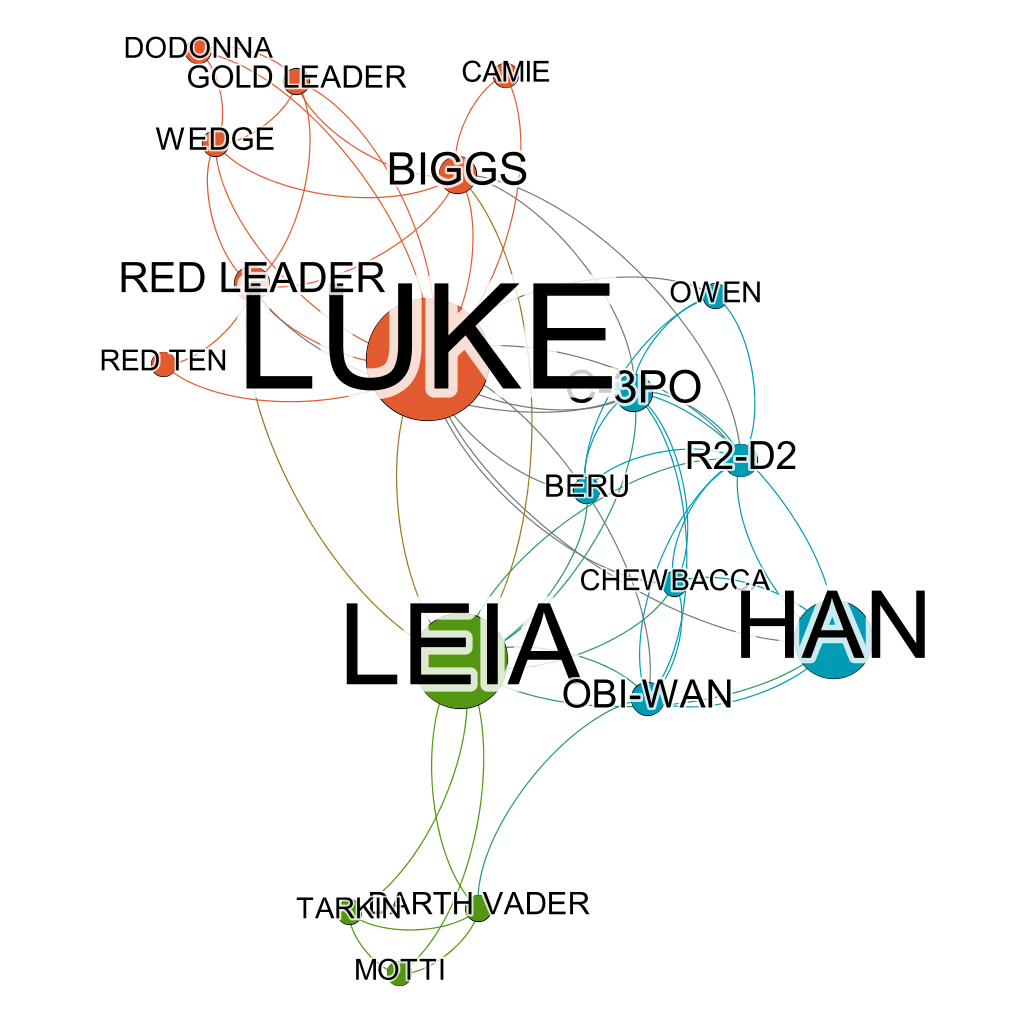 DODONNA
GOLD LEADER
CAMIE
WEDGE
BIGGS
RED LEADER
LUKE
OWEN
RED TEN
C-3PO
R2-D2
BERU
CHEWBACCA
HAN
LEIA
OBI-WAN
TARKIN
DARTH VADER
MOTTI